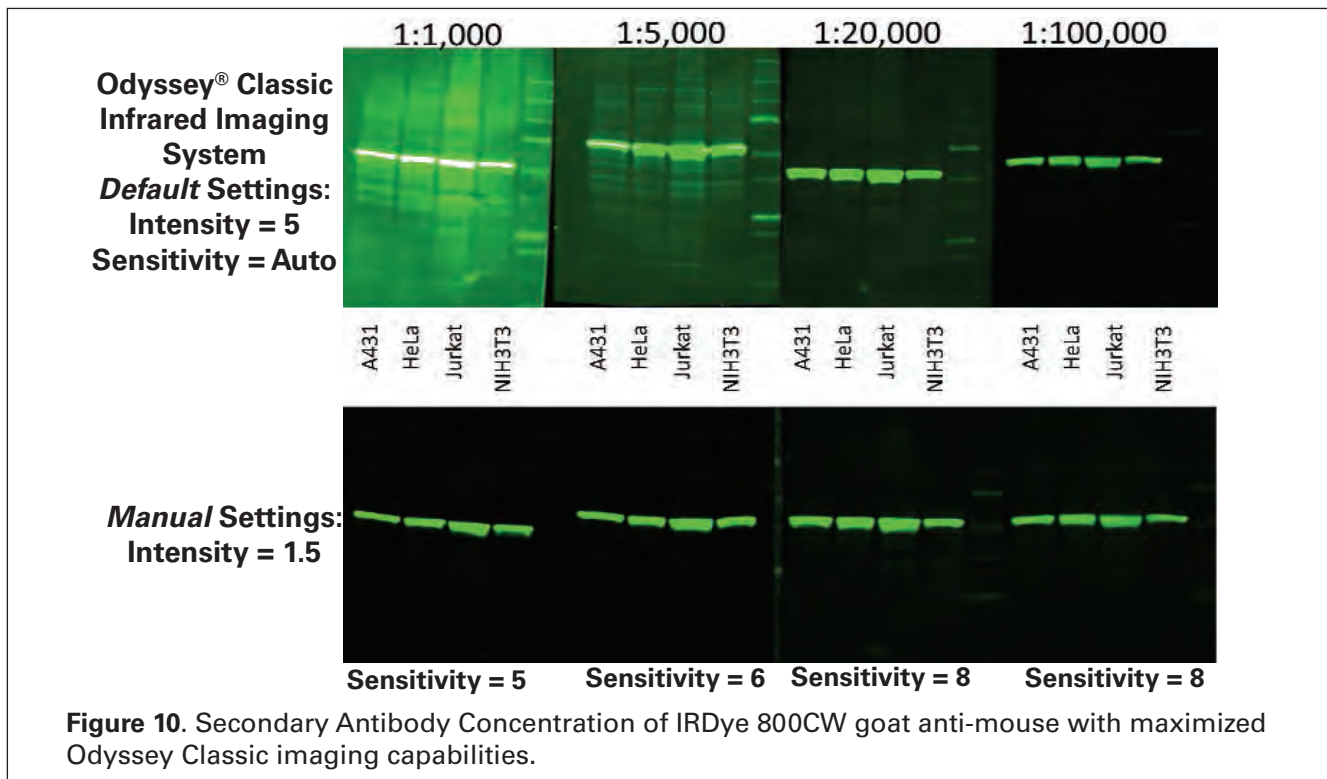 1:1,000 1:5,000 1:20,000 1:100,000
Odyssey® Classic
Infrared Imaging
System
Default Settings:
Intensity = 5
Sensitivity = Auto
A431 HeLa Jurkat NIH3T3 A431 HeLa Jurkat NIH3T3 A431 HeLa Jurkat NIH3T3 A431 HeLa Jurkat NIH3T3
Manual Settings:
Intensity = 1.5
Sensitivity = 5 Sensitivity = 6 Sensitivity = 8 Sensitivity = 8
Figure 10. Secondary Antibody Concentration of IRDye 800CW goat anti-mouse with maximized
Odyssey Classic imaging capabilities.